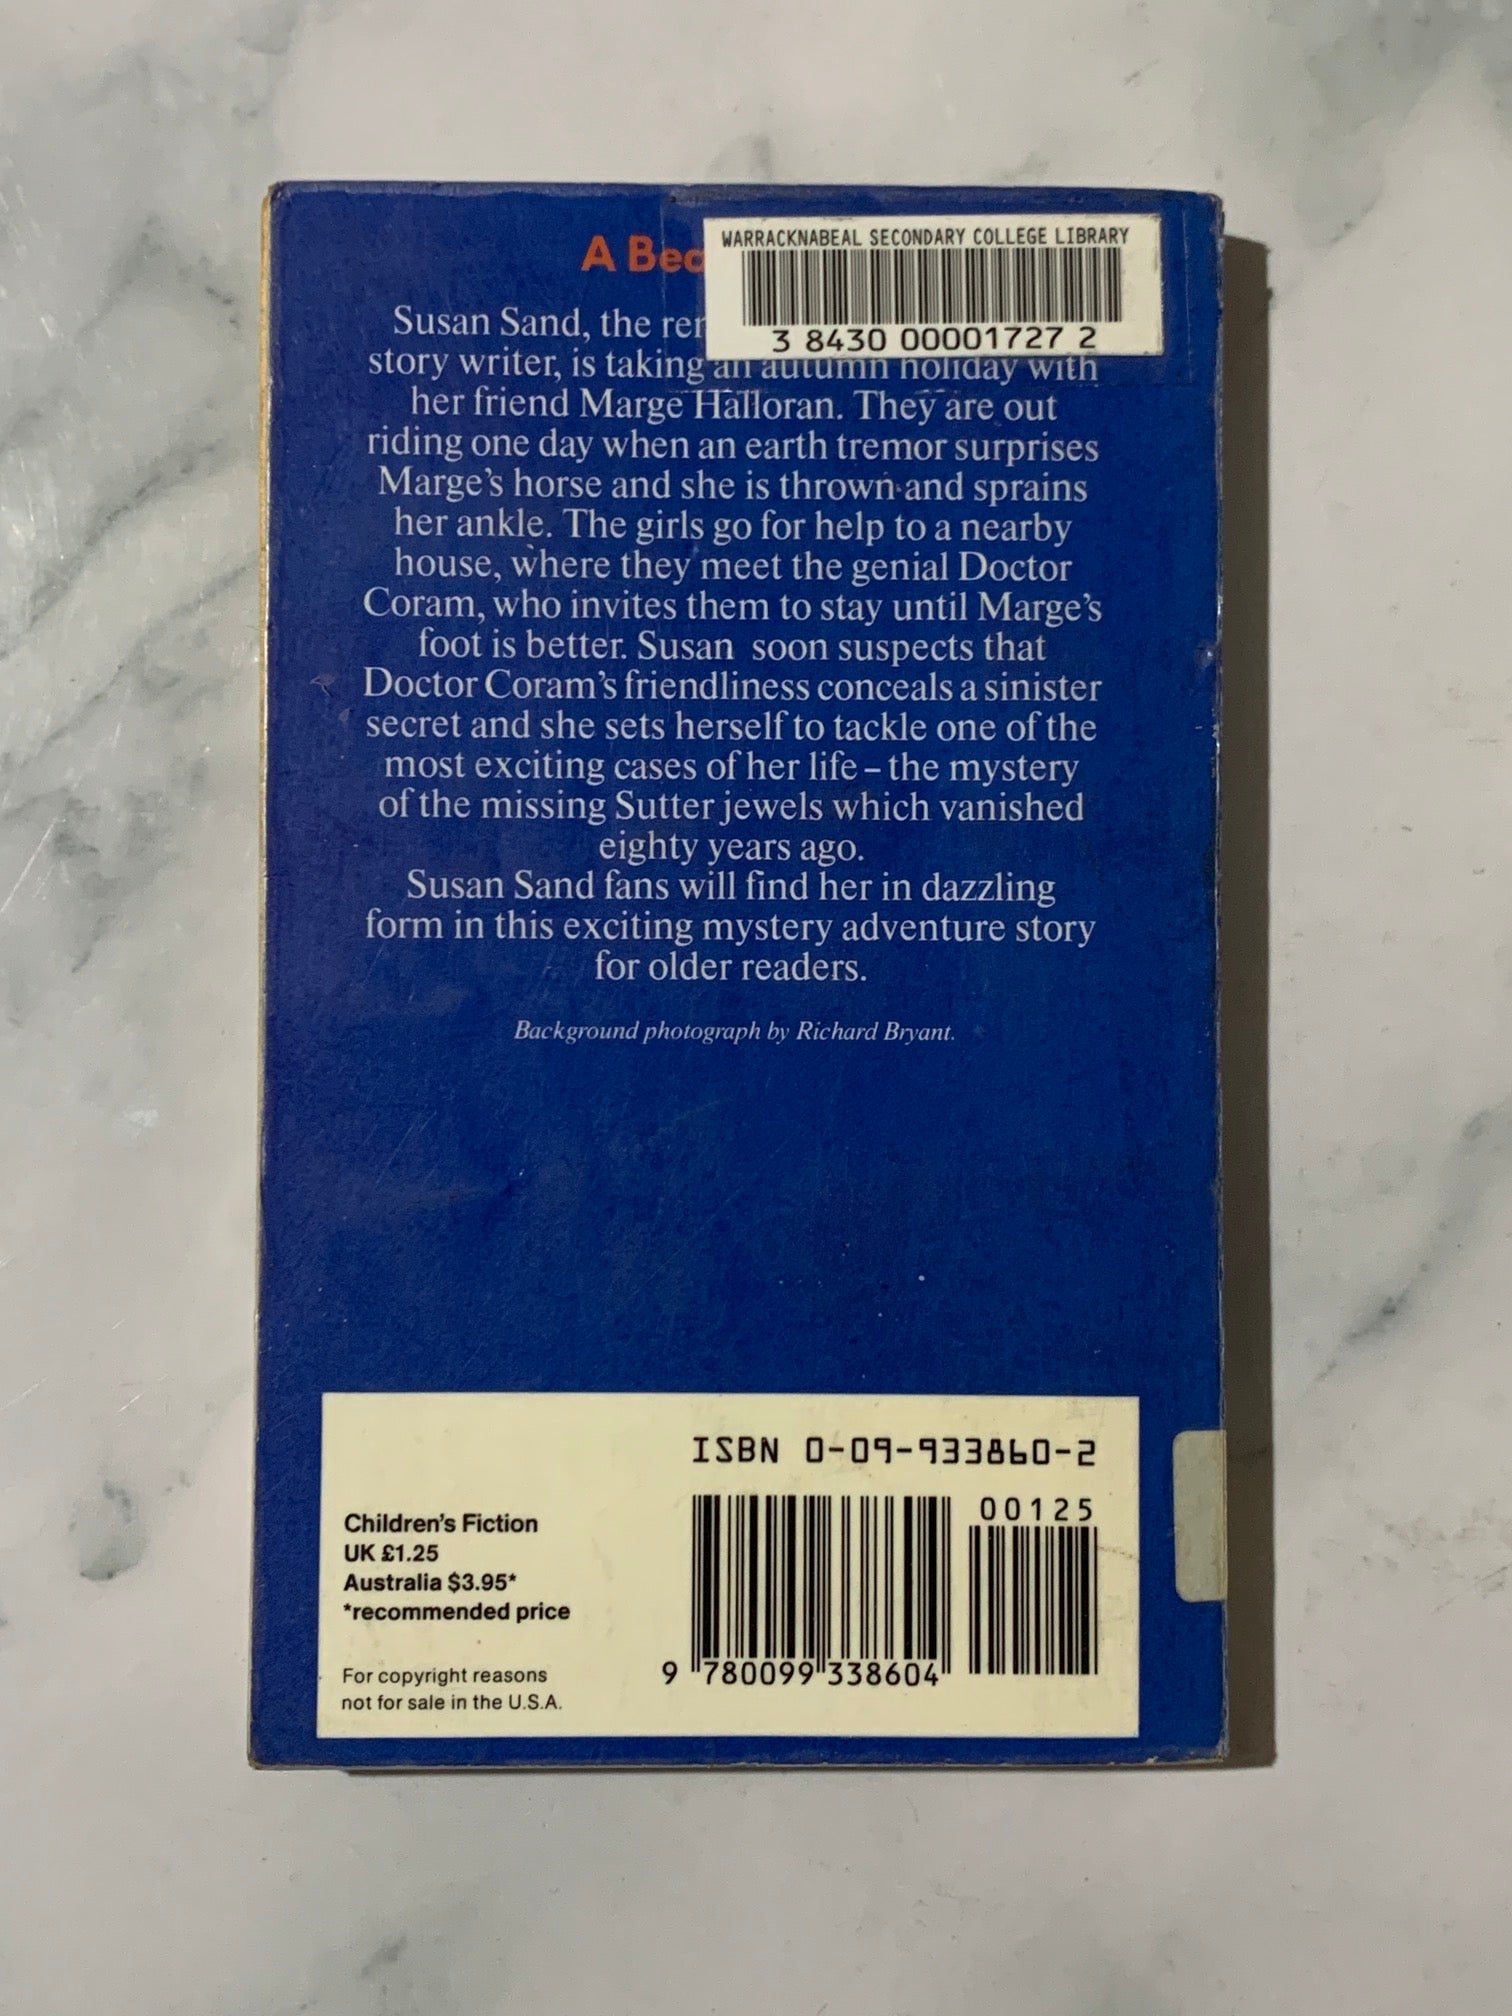 WARRACKNABEAL SECONDARY COLLEGE LIBRARY
3 8430 00001727 2
A Bea
Susan Sand, the ren
story writer, is taking an autumn holiday with
her friend Marge Halloran. They are out
riding one day when an earth tremor surprises
Marge's horse and she is thrown and sprains
her ankle. The girls go for help to a nearby
house, where they meet the genial Doctor
Coram, who invites them to stay until Marge's
foot is better. Susan soon suspects that
Doctor Coram's friendliness conceals a sinister
secret and she sets herself to tackle one of the
most exciting cases of her life – the mystery
of the missing Sutter jewels which vanished
eighty years ago.
Susan Sand fans will find her in dazzling
form in this exciting mystery adventure story
for older readers.
Background photograph by Richard Bryant.
ISBN 0-09-933860-2
00125
Children's Fiction
UK £1.25
Australia $3.95*
*recommended price
For copyright reasons
not for sale in the U.S.A.
9 780099 338604